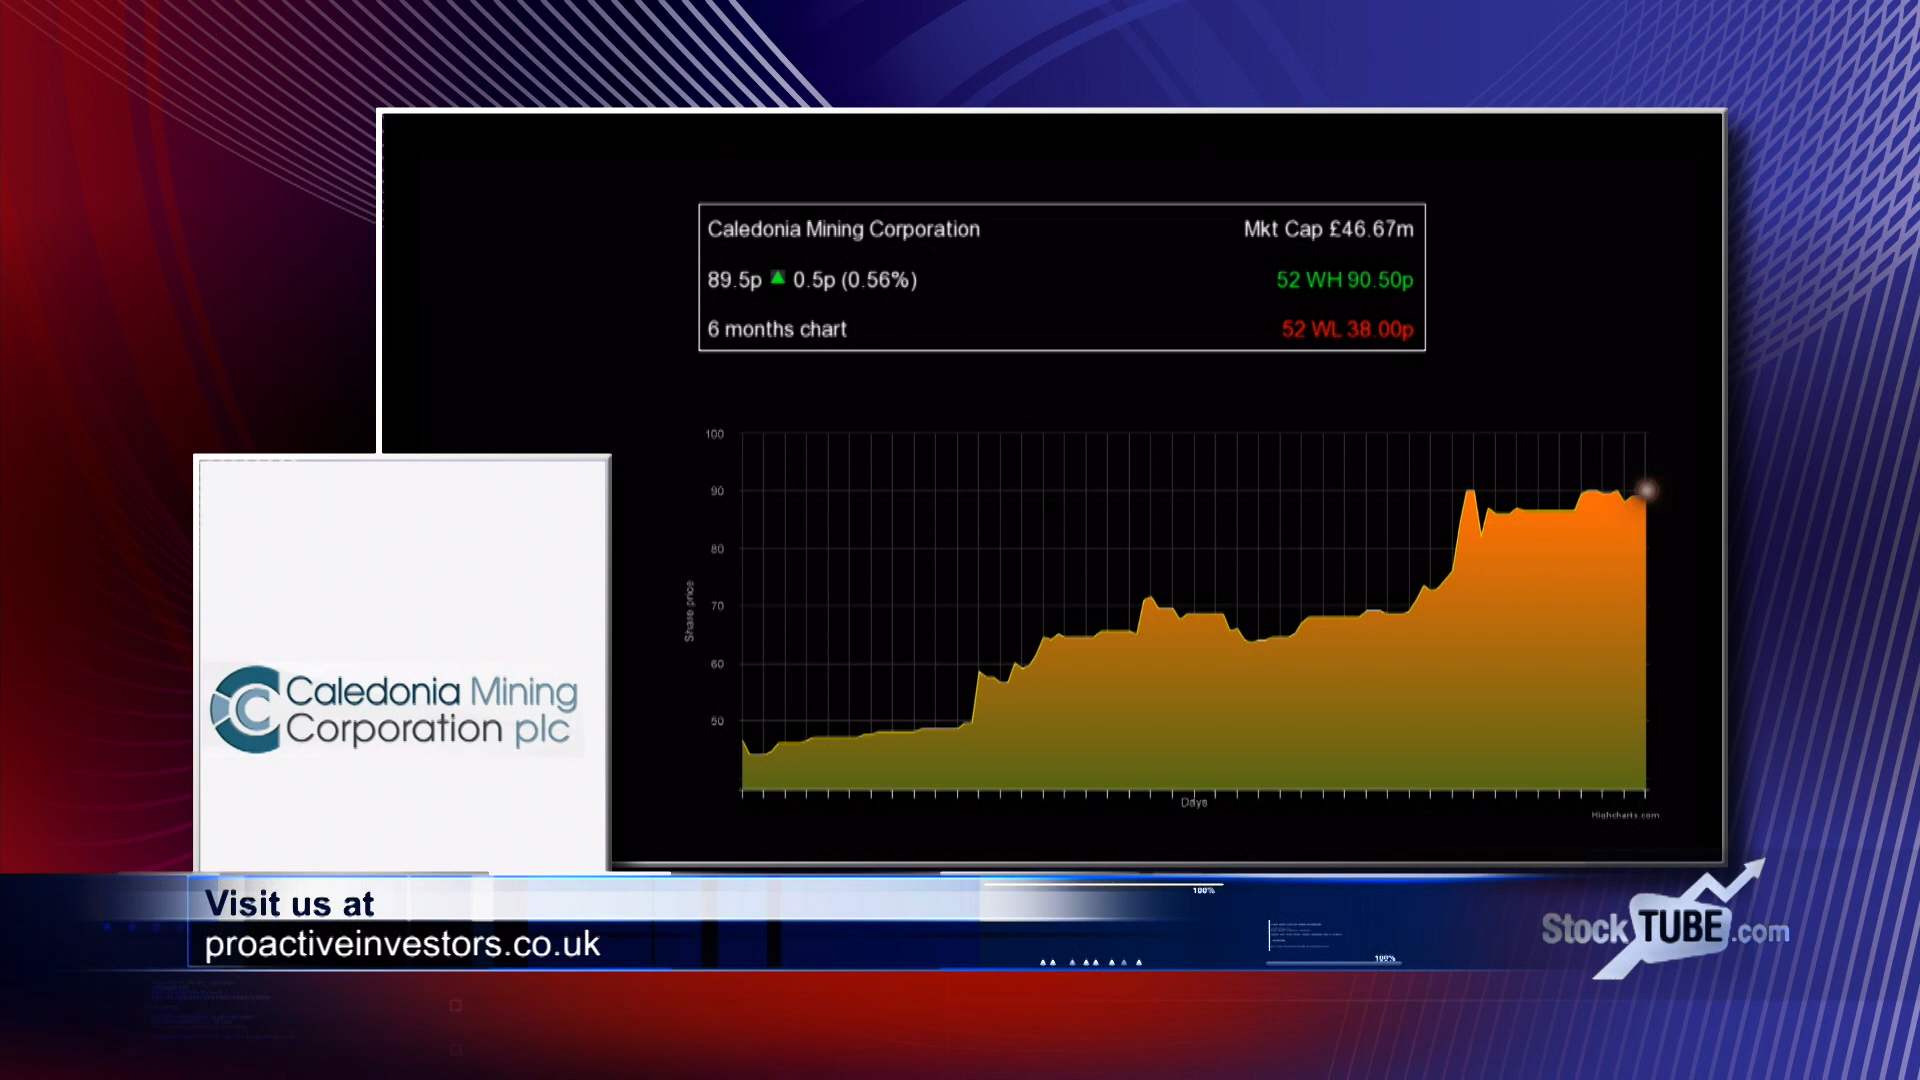 Caledonia Mining Corporation
Mkt Cap £46.67m
89.5p ▲ 0.5p (0.56%)
52 WH 90.50p
6 months chart
52 WL 38.00p
100
90
80
70
60
50
Share price
Days
Highcharts.com
Caledonia Mining
Corporation plc
Visit us at
proactiveinvestors.co.uk
100%
100%
StockTUBE.com